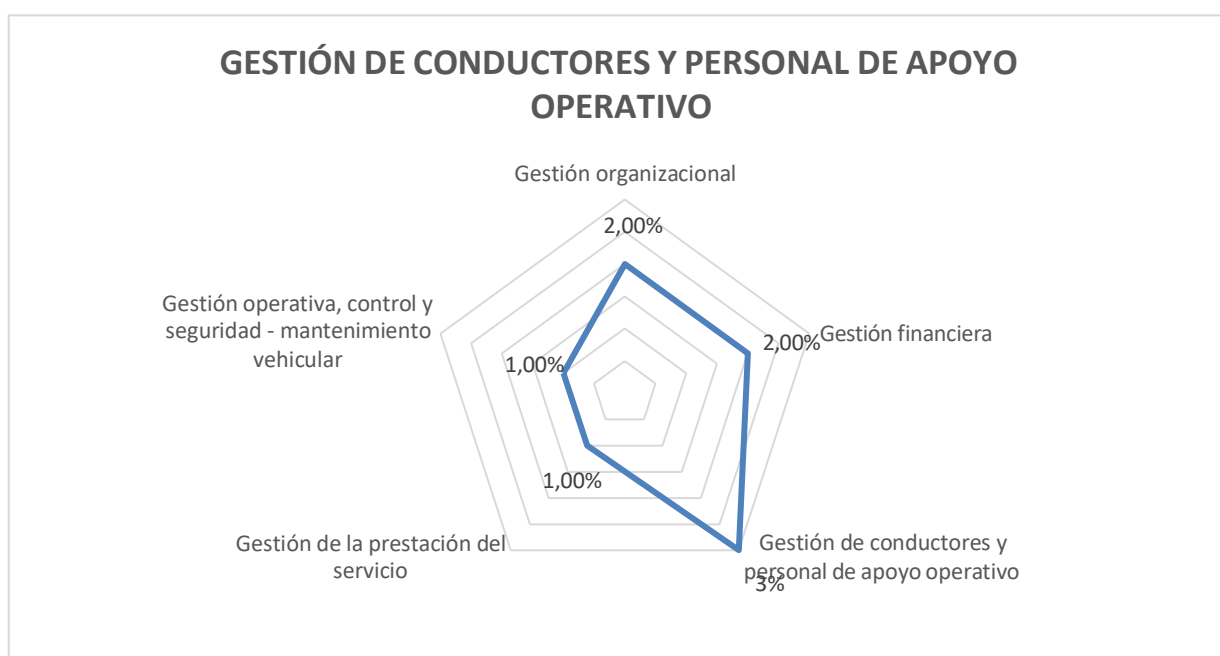 GESTIÓN DE CONDUCTORES Y PERSONAL DE APOYO
OPERATIVO
Gestión organizacional
2,00%
Gestión financiera
2,00%
Gestión de conductores y
personal de apoyo operativo
3%
Gestión de la prestación del
servicio
1,00%
Gestión operativa, control y
seguridad - mantenimiento
vehicular
1,00%